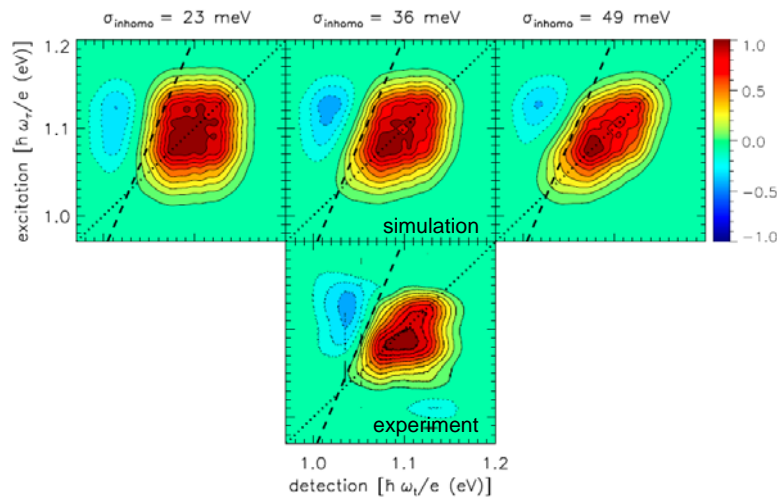 σinhomo = 23 meV
σinhomo = 36 meV
σinhomo = 49 meV
1.2
1.1
1.0
excitation [ħ ωτ/e (eV)]
simulation
1.0
0.5
0.0
-0.5
-1.0
experiment
1.0 1.1 1.2
detection [ħ ωt/e (eV)]